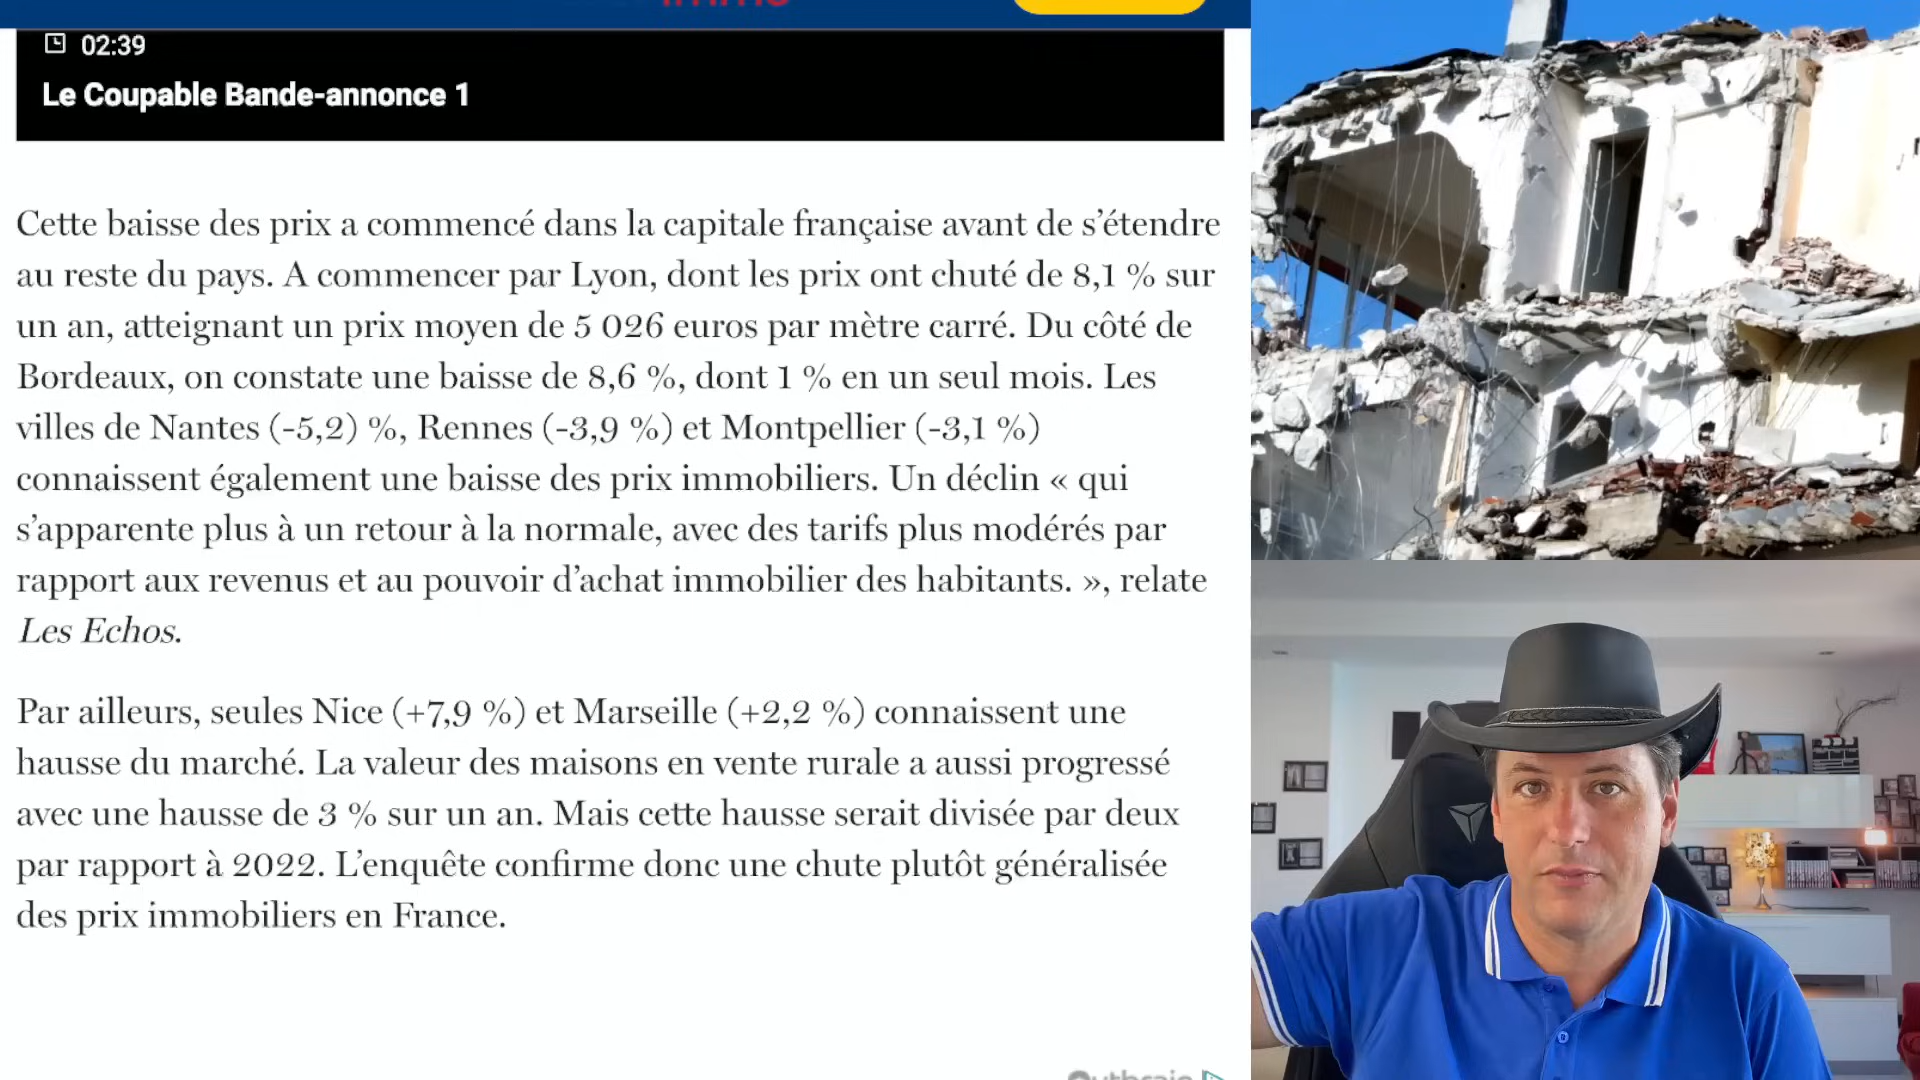 immo
02:39
Le Coupable Bande-annonce 1
Cette baisse des prix a commencé dans la capitale française avant de s’étendre
au reste du pays. A commencer par Lyon, dont les prix ont chuté de 8,1 % sur
un an, atteignant un prix moyen de 5 026 euros par mètre carré. Du côté de
Bordeaux, on constate une baisse de 8,6 %, dont 1 % en un seul mois. Les
villes de Nantes (-5,2) %, Rennes (-3,9 %) et Montpellier (-3,1 %)
connaissent également une baisse des prix immobiliers. Un déclin « qui
s’apparente plus à un retour à la normale, avec des tarifs plus modérés par
rapport aux revenus et au pouvoir d’achat immobilier des habitants. », relate
Les Echos.
Par ailleurs, seules Nice (+7,9 %) et Marseille (+2,2 %) connaissent une
hausse du marché. La valeur des maisons en vente rurale a aussi progressé
avec une hausse de 3 % sur un an. Mais cette hausse serait divisée par deux
par rapport à 2022. L’enquête confirme donc une chute plutôt généralisée
des prix immobiliers en France.
Outbrain